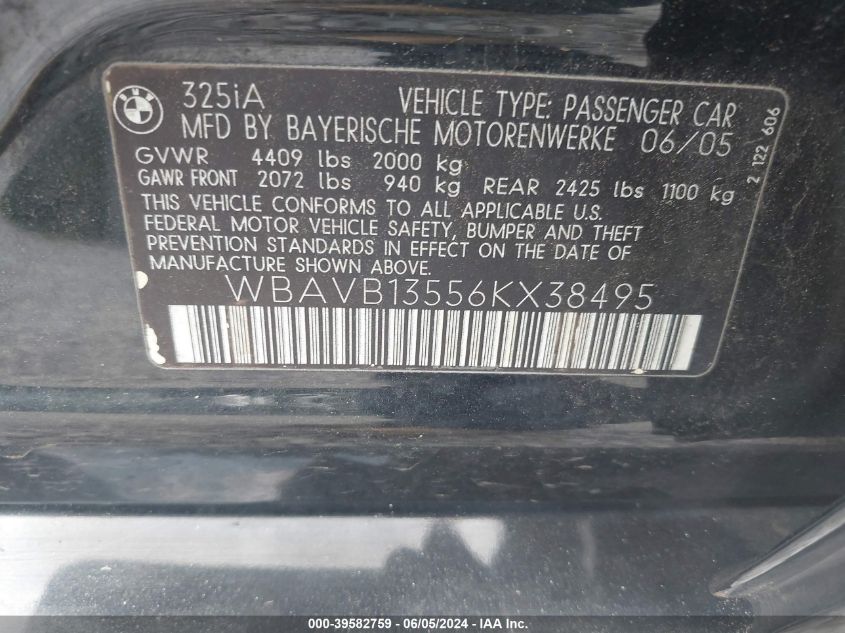 BMW
325iA VEHICLE TYPE: PASSENGER CAR
MFD BY BAYERISCHE MOTORENWERKE 06/05
GVWR 4409 lbs 2000 kg
GAWR FRONT 2072 lbs 940 kg REAR 2425 lbs 1100 kg
THIS VEHICLE CONFORMS TO ALL APPLICABLE U.S.
FEDERAL MOTOR VEHICLE SAFETY, BUMPER AND THEFT
PREVENTION STANDARDS IN EFFECT ON THE DATE OF
MANUFACTURE SHOWN ABOVE.
WBAVB13556KX38495
2 122 606
000-39582759 - 06/05/2024 - IAAI.COM